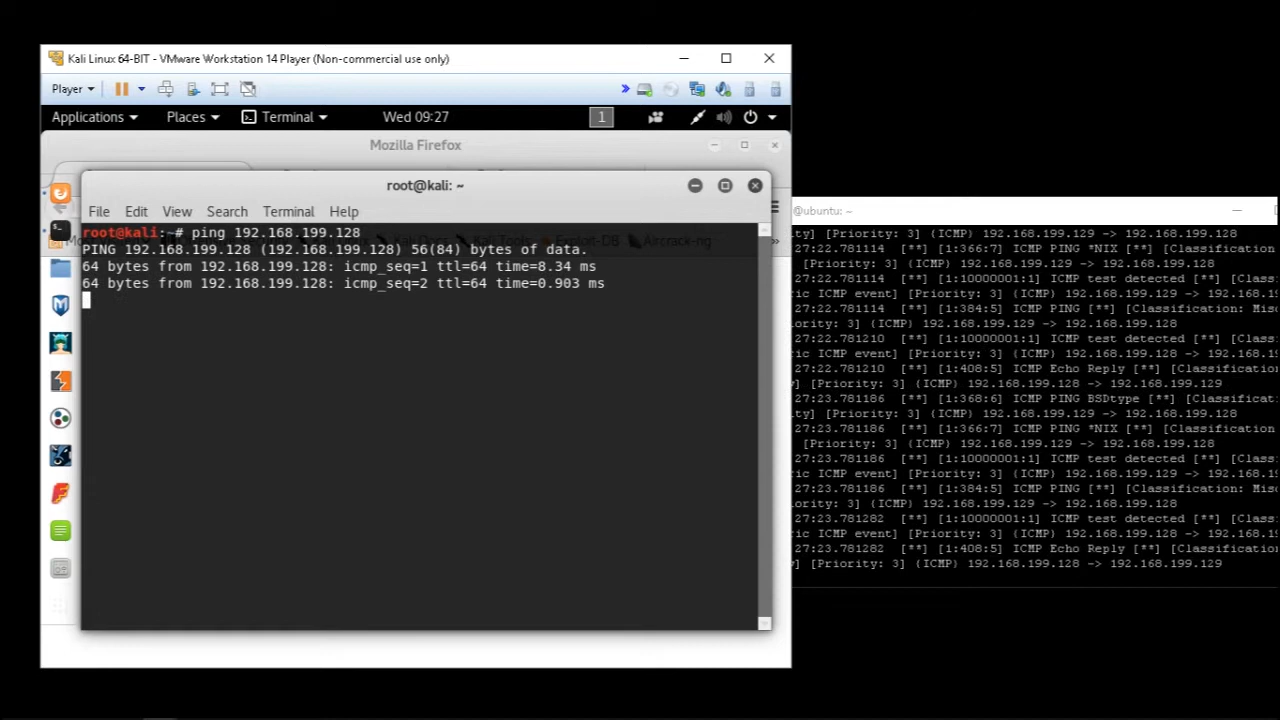 Kali Linux 64-BIT - VMware Workstation 14 Player (Non-commercial use only)
Player
Applications Places Terminal Wed 09:27 1
Mozilla Firefox
root@kali: ~
File Edit View Search Terminal Help
root@kali:~# ping 192.168.199.128
PING 192.168.199.128 (192.168.199.128) 56(84) bytes of data.
64 bytes from 192.168.199.128: icmp_seq=1 ttl=64 time=8.34 ms
64 bytes from 192.168.199.128: icmp_seq=2 ttl=64 time=0.903 ms
Kali Docs Kali Tools Exploit-DB Aircrack-ng
@ubuntu: ~
ty] [Priority: 3] {ICMP} 192.168.199.129 -> 192.168.199.128
27:22.781114 [**] [1:366:7] ICMP PING *NIX [**] [Classification
[Priority: 3] {ICMP} 192.168.199.129 -> 192.168.199.128
27:22.781114 [**] [1:10000001:1] ICMP test detected [**] [Class
ric ICMP event] [Priority: 3] {ICMP} 192.168.199.129 -> 192.168
27:22.781114 [**] [1:384:5] ICMP PING [**] [Classification: Mis
iority: 3] {ICMP} 192.168.199.129 -> 192.168.199.128
27:22.781210 [**] [1:10000001:1] ICMP test detected [**] [Class
ric ICMP event] [Priority: 3] {ICMP} 192.168.199.128 -> 192.168
27:22.781210 [**] [1:408:5] ICMP Echo Reply [**] [Classification
y] [Priority: 3] {ICMP} 192.168.199.128 -> 192.168.199.129
27:23.781186 [**] [1:368:6] ICMP PING BSDtype [**] [Classificat
ity] [Priority: 3] {ICMP} 192.168.199.129 -> 192.168.199.128
27:23.781186 [**] [1:366:7] ICMP PING *NIX [**] [Classification
[Priority: 3] {ICMP} 192.168.199.129 -> 192.168.199.128
27:23.781186 [**] [1:10000001:1] ICMP test detected [**] [Class
ric ICMP event] [Priority: 3] {ICMP} 192.168.199.129 -> 192.168
27:23.781186 [**] [1:384:5] ICMP PING [**] [Classification: Mis
iority: 3] {ICMP} 192.168.199.129 -> 192.168.199.128
27:23.781282 [**] [1:10000001:1] ICMP test detected [**] [Class
ric ICMP event] [Priority: 3] {ICMP} 192.168.199.128 -> 192.168
27:23.781282 [**] [1:408:5] ICMP Echo Reply [**] [Classification
y] [Priority: 3] {ICMP} 192.168.199.128 -> 192.168.199.129